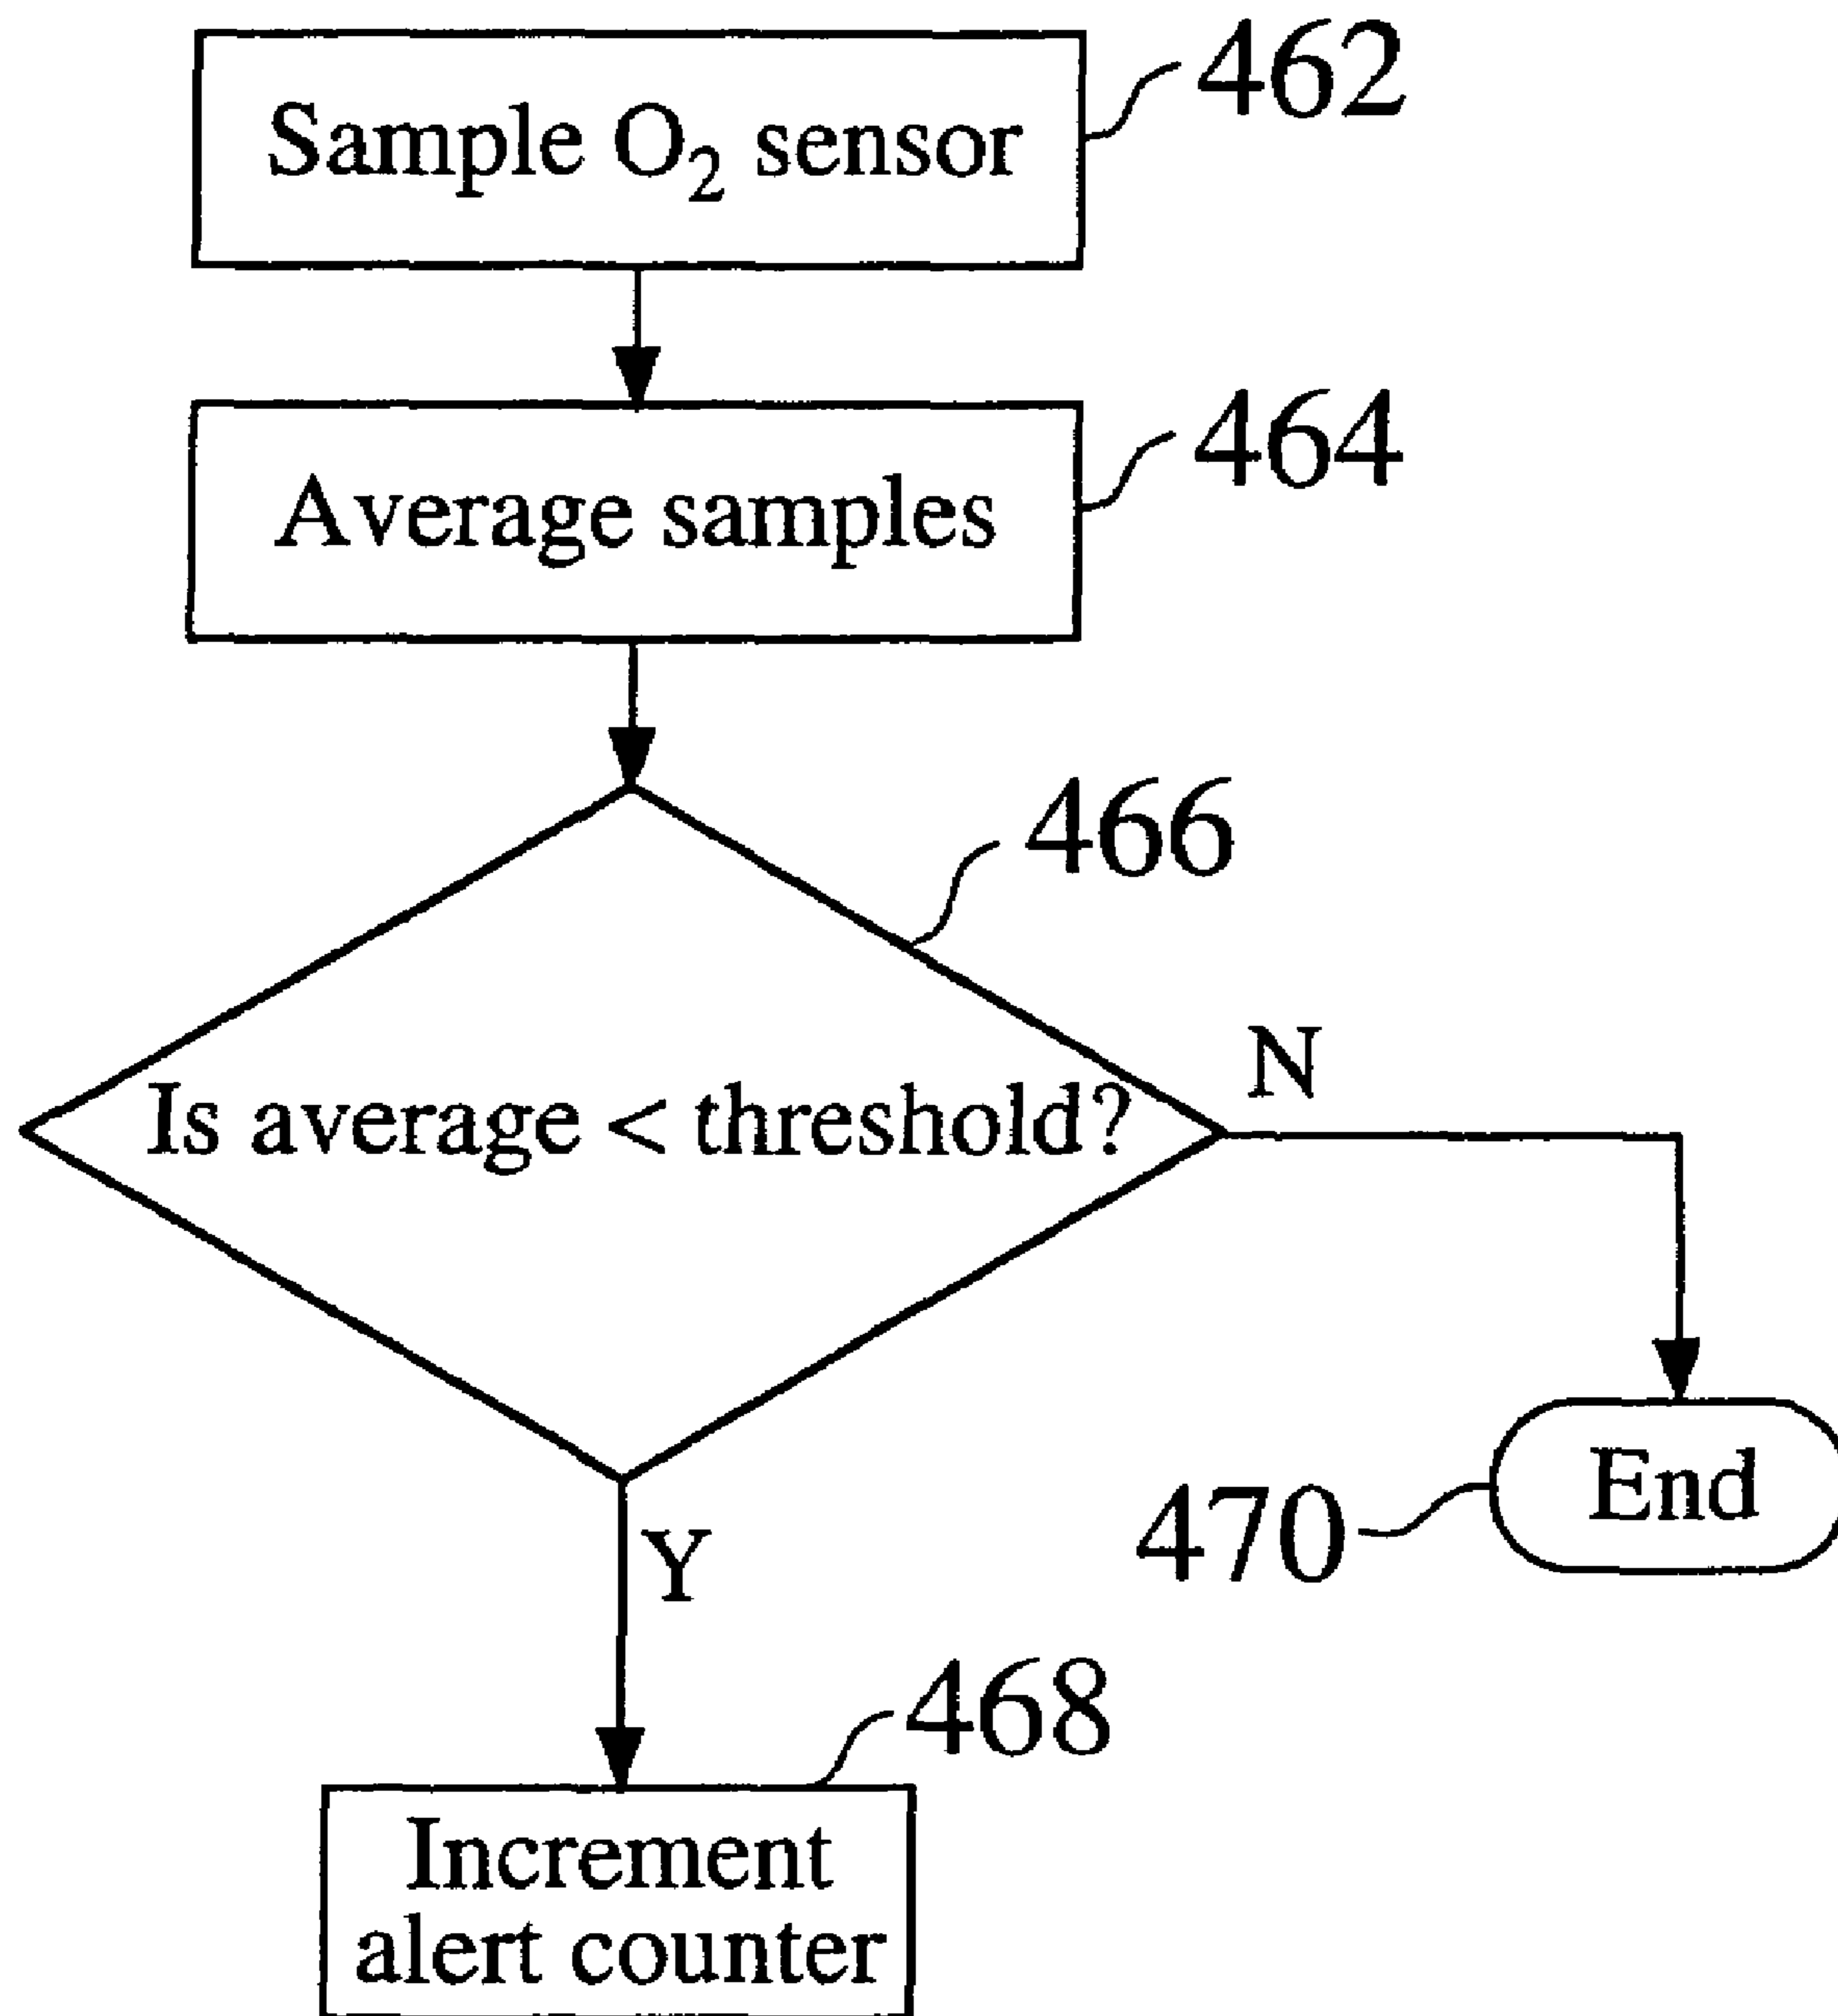 Sample O₂ sensor
462
Average samples
464
466
Is average < threshold?
N
End
470
Y
468
Increment
alert counter